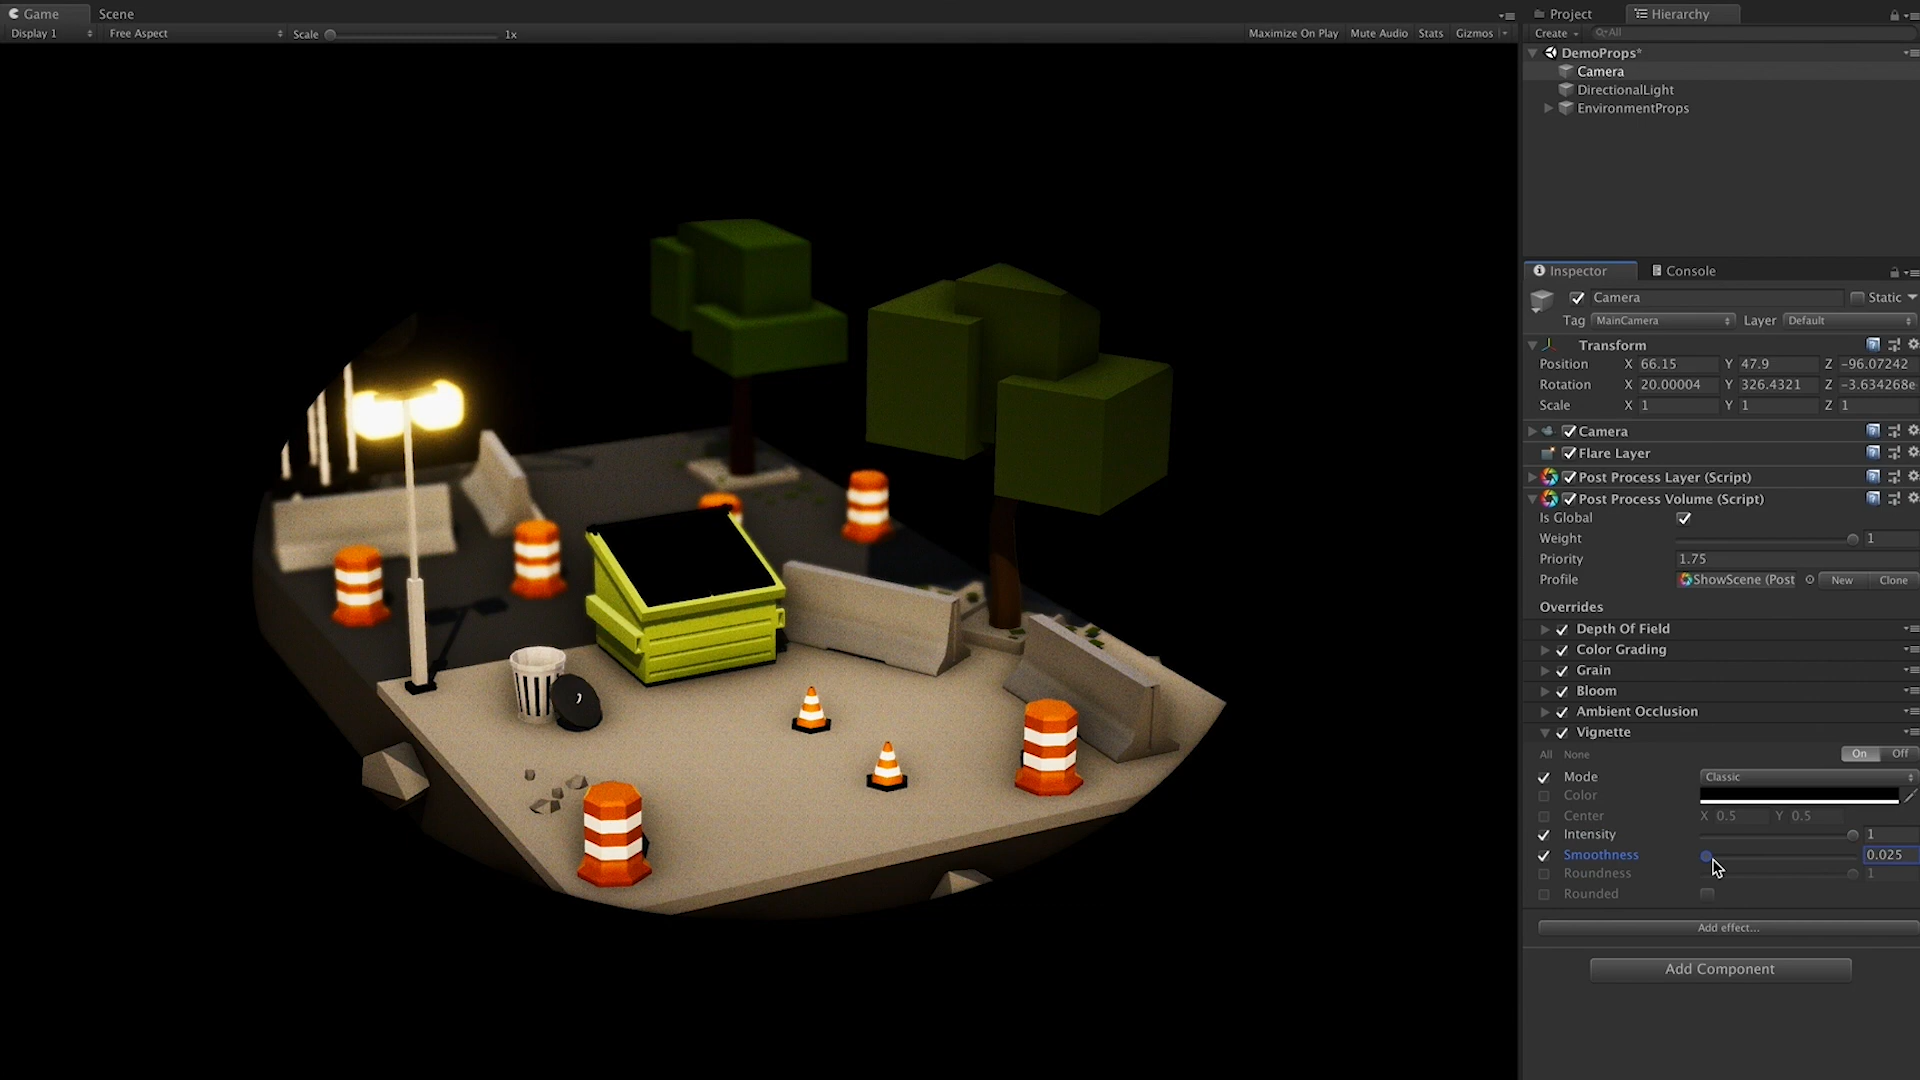 Game Scene
Display 1 Free Aspect Scale 1x Maximize On Play Mute Audio Stats Gizmos
Project Hierarchy
Create All
DemoProps*
Camera
DirectionalLight
EnvironmentProps
Inspector Console
Camera Static
Tag MainCamera Layer Default
Transform
Position X 66.15 Y 47.9 Z -96.07242
Rotation X 20.00004 Y 326.4321 Z -3.634268e
Scale X 1 Y 1 Z 1
Camera
Flare Layer
Post Process Layer (Script)
Post Process Volume (Script)
Is Global
Weight 1
Priority 1.75
Profile ShowScene (Post New Clone
Overrides
Depth Of Field
Color Grading
Grain
Bloom
Ambient Occlusion
Vignette
All None On Off
Mode Classic
Color
Center X 0.5 Y 0.5
Intensity 1
Smoothness 0.025
Roundness 1
Rounded
Add effect...
Add Component